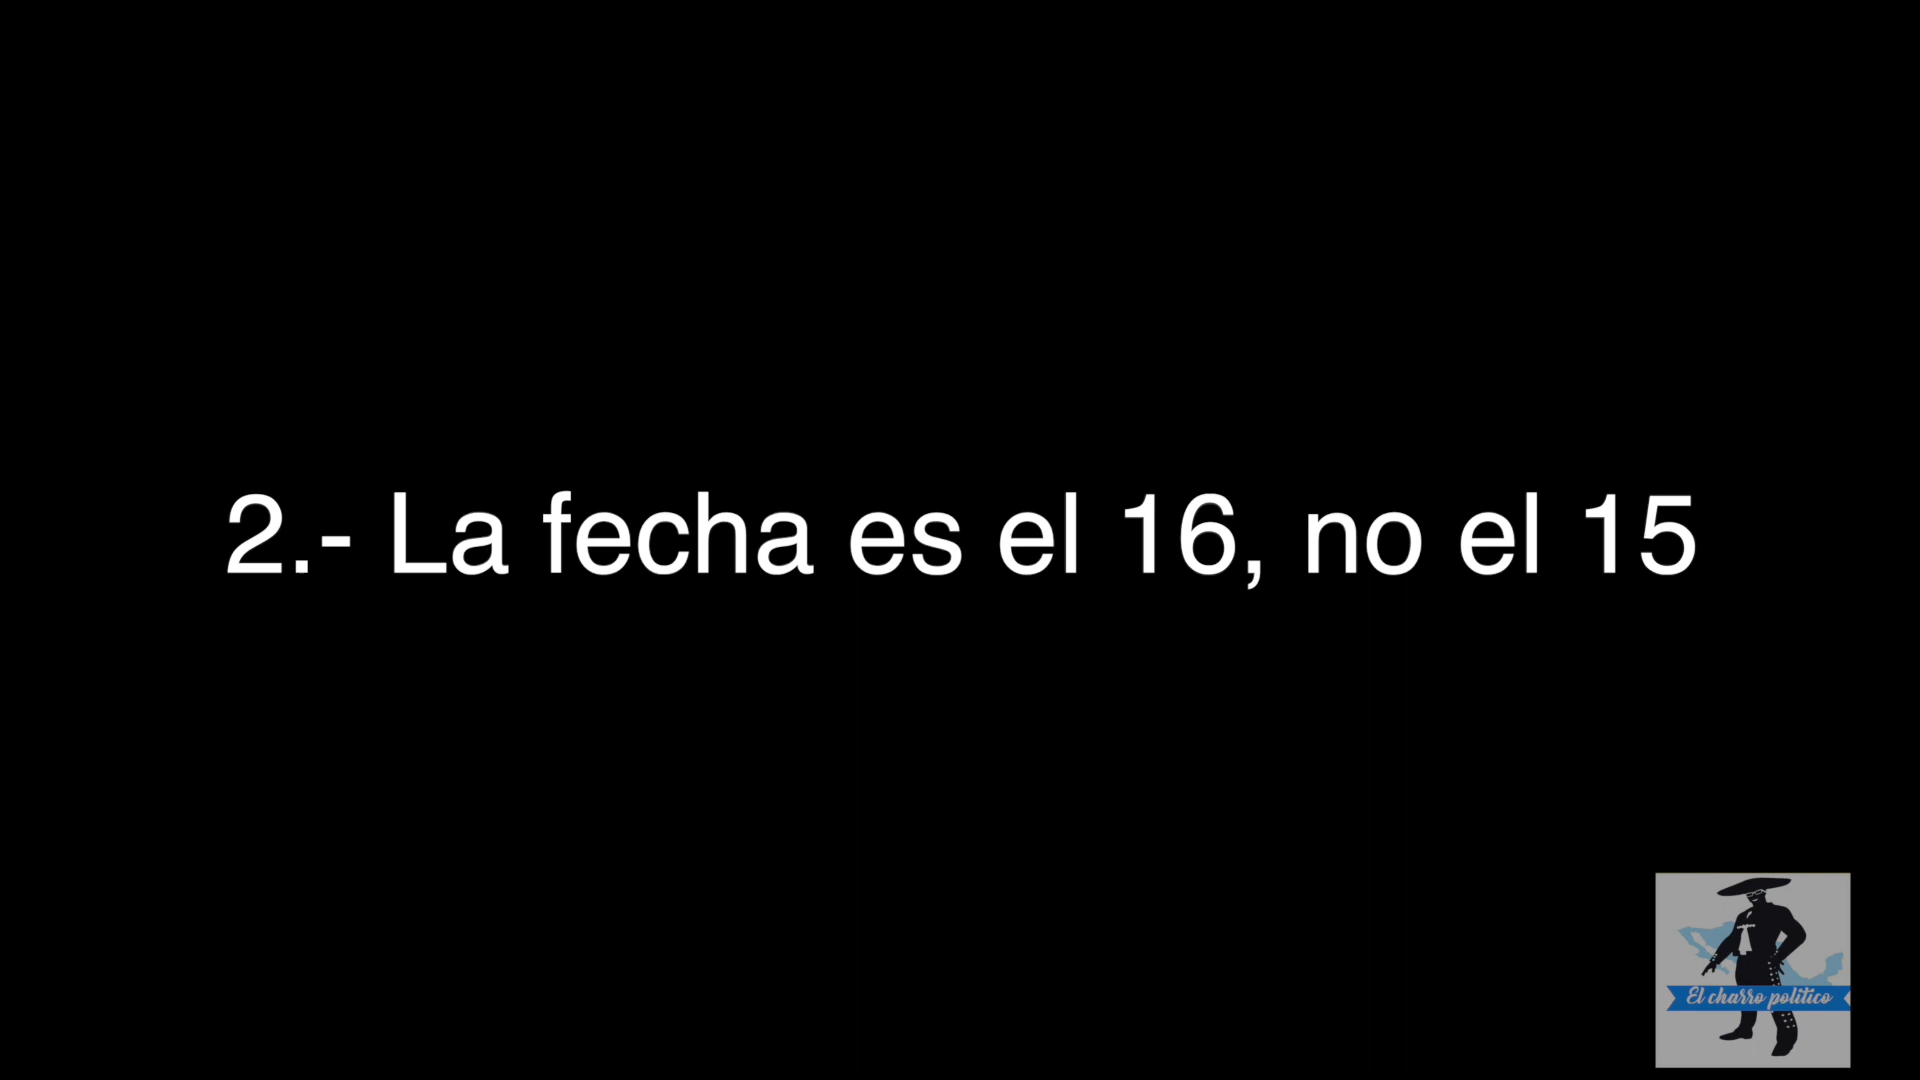 2.- La fecha es el 16, no el 15
El charro político